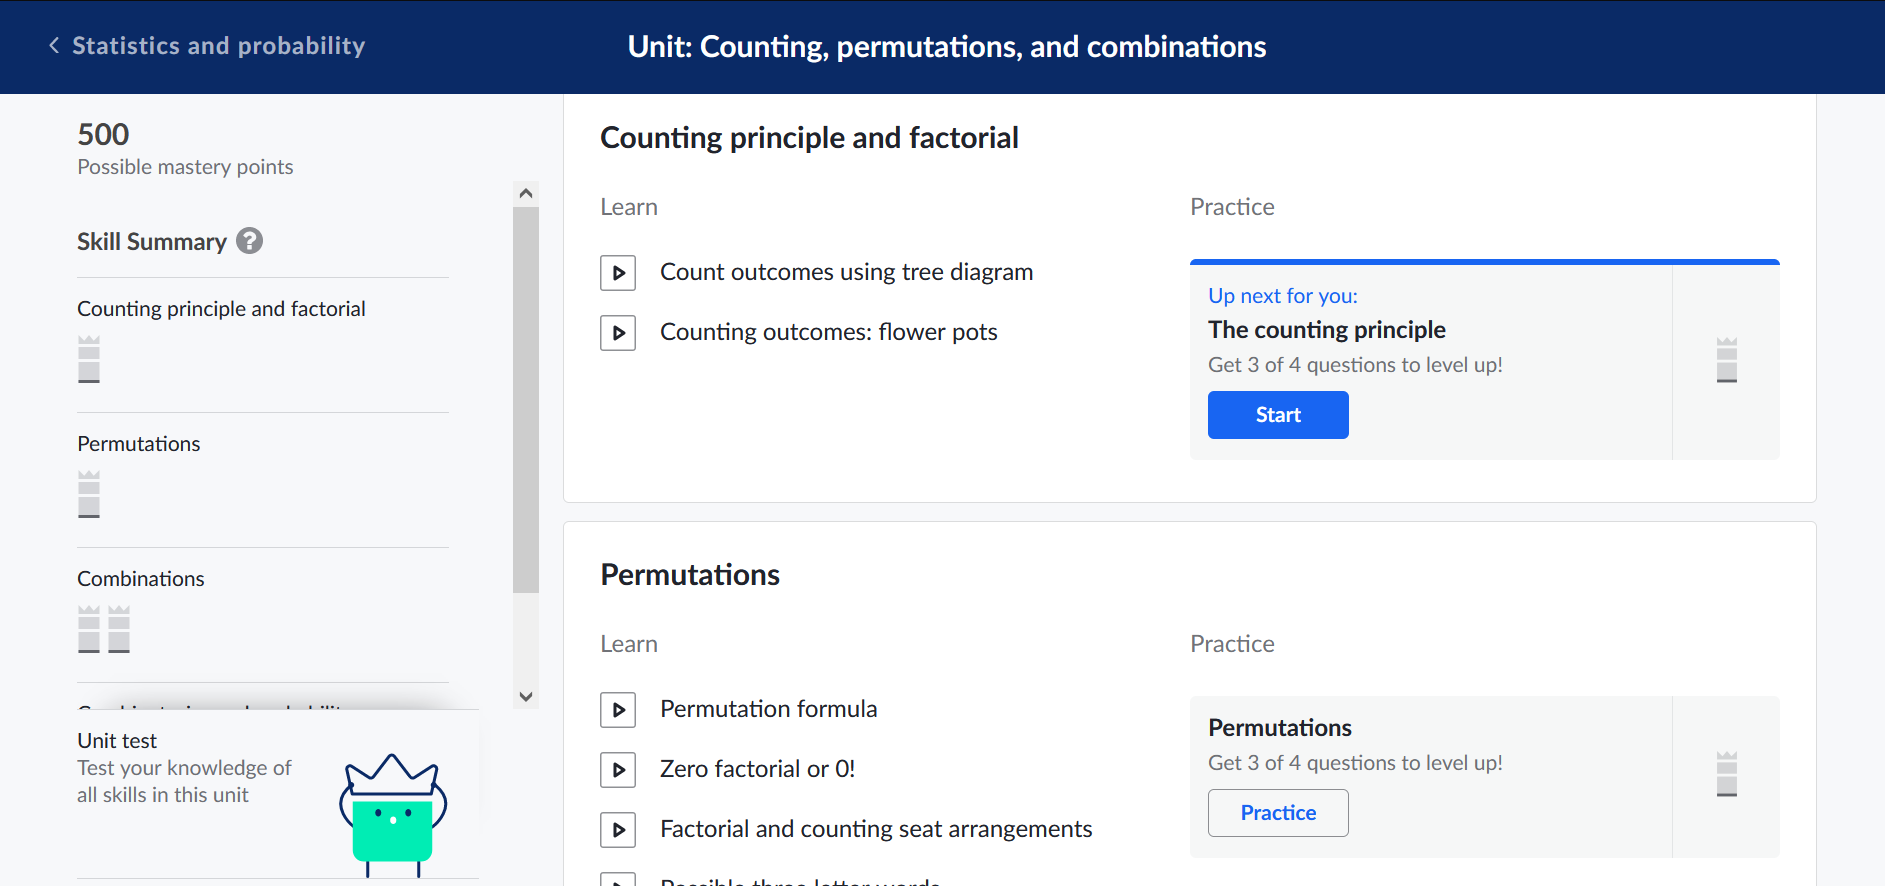 Statistics and probability
Unit: Counting, permutations, and combinations
500
Possible mastery points
Skill Summary ?
Counting principle and factorial
Permutations
Combinations
Unit test
Test your knowledge of
all skills in this unit
Counting principle and factorial
Learn
Count outcomes using tree diagram
Counting outcomes: flower pots
Practice
Up next for you:
The counting principle
Get 3 of 4 questions to level up!
Start
Permutations
Learn
Permutation formula
Zero factorial or 0!
Factorial and counting seat arrangements
Possible three letter words
Practice
Permutations
Get 3 of 4 questions to level up!
Practice